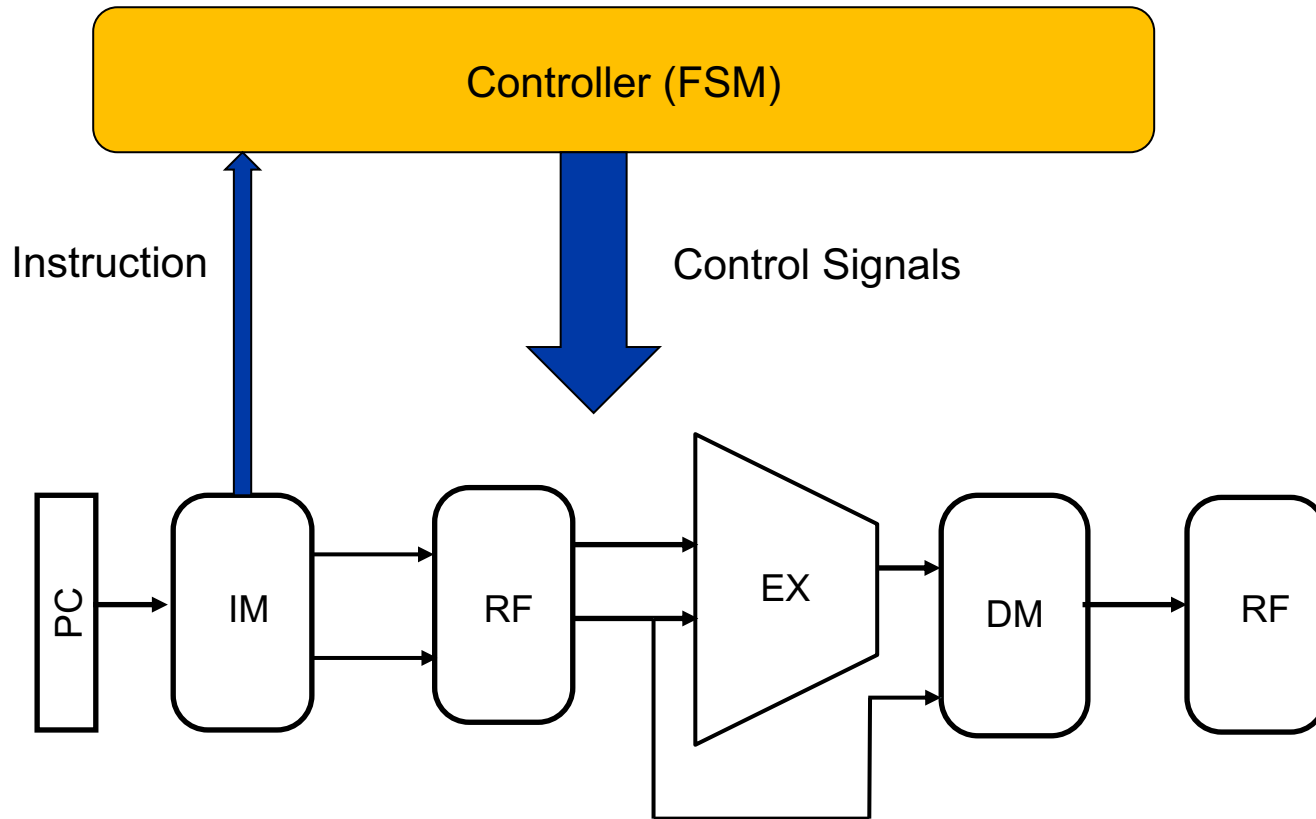 Controller (FSM)
Instruction
Control Signals
PC
IM
RF
EX
DM
RF